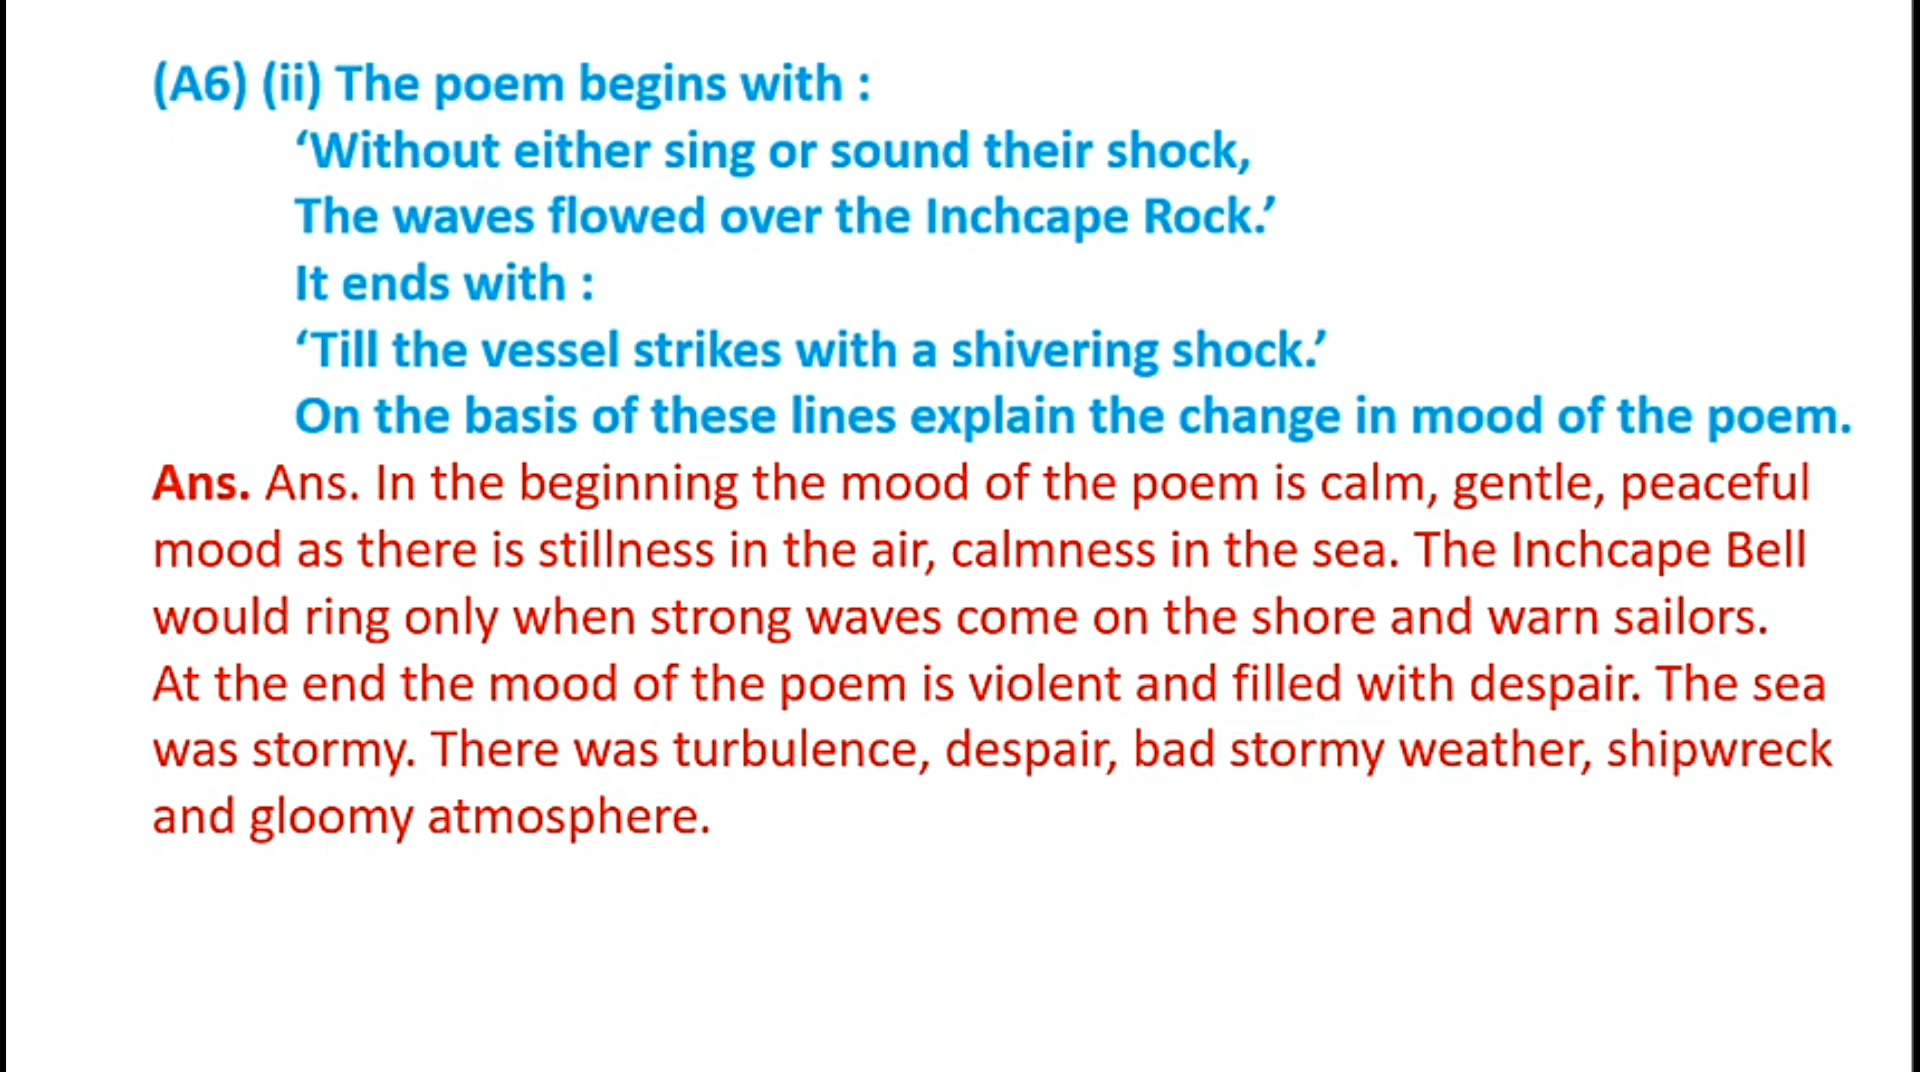 (A6) (ii) The poem begins with :
‘Without either sing or sound their shock,
The waves flowed over the Inchcape Rock.’
It ends with :
‘Till the vessel strikes with a shivering shock.’
On the basis of these lines explain the change in mood of the poem.
Ans. Ans. In the beginning the mood of the poem is calm, gentle, peaceful
mood as there is stillness in the air, calmness in the sea. The Inchcape Bell
would ring only when strong waves come on the shore and warn sailors.
At the end the mood of the poem is violent and filled with despair. The sea
was stormy. There was turbulence, despair, bad stormy weather, shipwreck
and gloomy atmosphere.